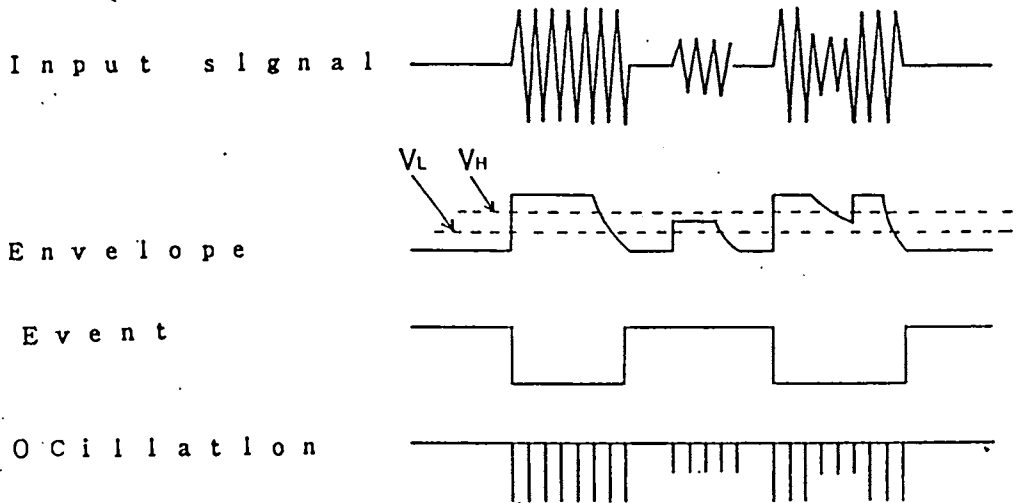 Input signal
VL VH
Envelope
Event
OCillation